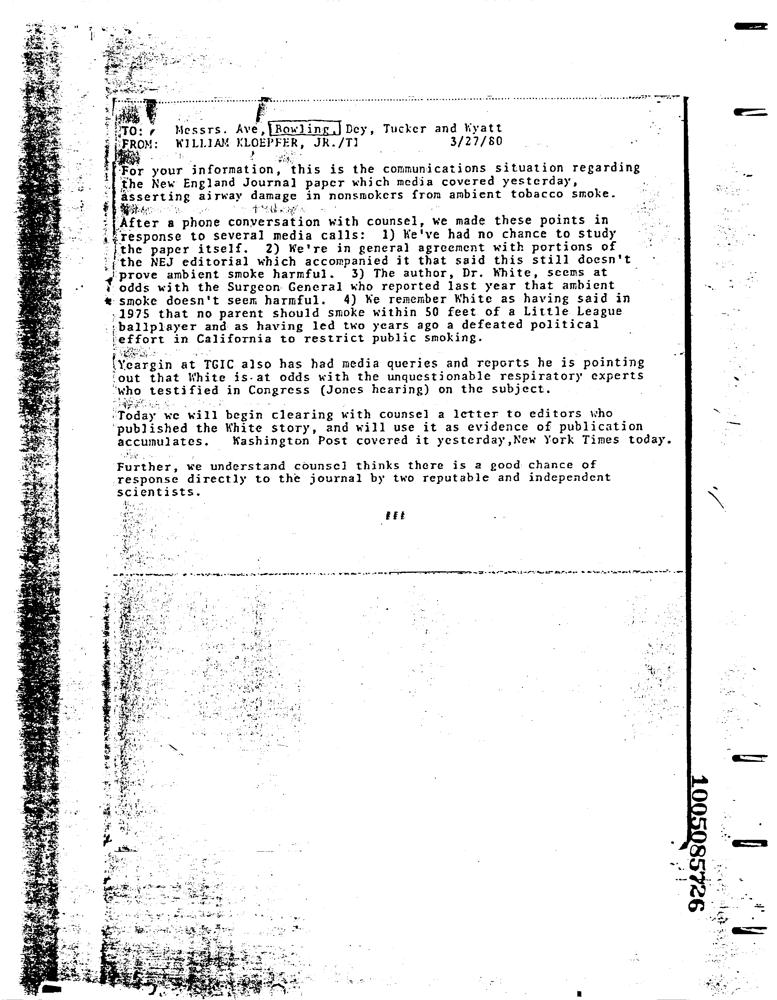 TO: Messrs. Ave, Bowling, Dey, Tucker and Wyatt
FROM: WILLIAM KLOEPFER, JR./TI 3/27/80
For your information, this is the communications situation regarding
the New England Journal paper which media covered yesterday,
asserting airway damage in nonsmokers from ambient tobacco smoke.
After a phone conversation with counsel, we made these points in
response to several media calls: 1) We've had no chance to study
the paper itself. 2) We're in general agreement with portions of
the NEJ editorial which accompanied it that said this still doesn't
prove ambient smoke harmful. 3) The author, Dr. White, seems at
odds with the Surgeon General who reported last year that ambient
smoke doesn't seem harmful. 4) We remember White as having said in
1975 that no parent should smoke within 50 feet of a Little League
ballplayer and as having led two years ago a defeated political
effort in California to restrict public smoking.
Yeargin at TGIC also has had media queries and reports he is pointing
out that White is at odds with the unquestionable respiratory experts
who testified in Congress (Jones hearing) on the subject.
Today we will begin clearing with counsel a letter to editors who
published the White story, and will use it as evidence of publication
accumulates. Washington Post covered it yesterday,New York Times today.
Further, we understand counsel thinks there is a good chance of
response directly to the journal by two reputable and independent
scientists.
###
1005085726